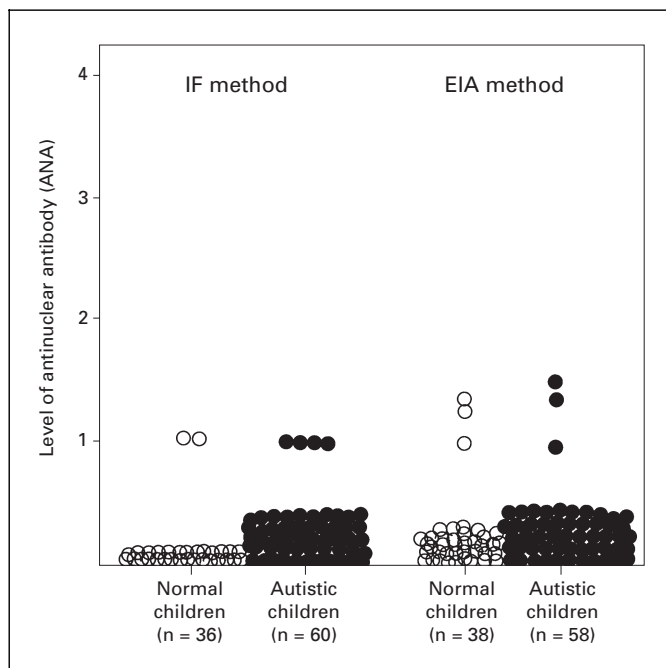 Level of antinuclear antibody (ANA)
IF method
EIA method
4
3
2
1
Normal
children
(n = 36)
Autistic
children
(n = 60)
Normal
children
(n = 38)
Autistic
children
(n = 58)